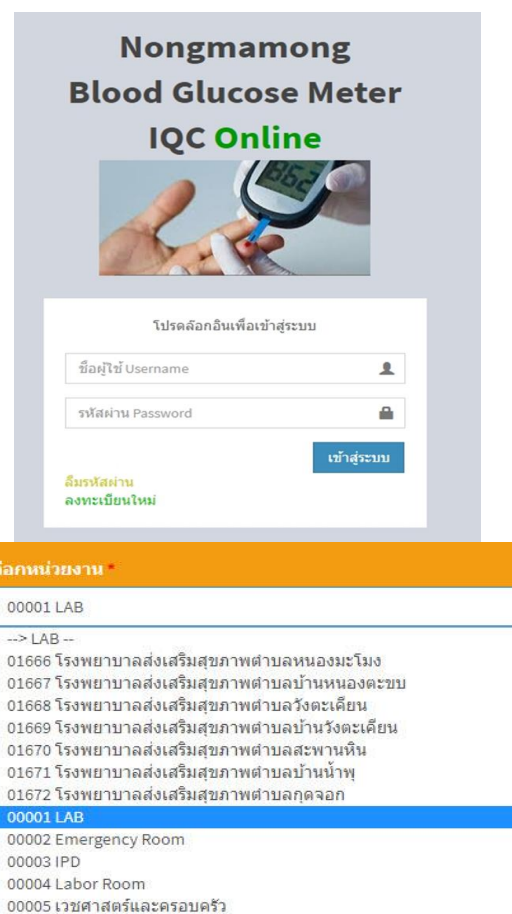 Nongmamong
Blood Glucose Meter
IQC Online
862
โปรดล๊อกอินเพื่อเข้าสู่ระบบ
ชื่อผู้ใช้ Username
รหัสผ่าน Password
เข้าสู่ระบบ
ลืมรหัสผ่าน
ลงทะเบียนใหม่
ลือกหน่วยงาน *
00001 LAB
--> LAB --
01666 โรงพยาบาลส่งเสริมสุขภาพตำบลหนองมะโมง
01667 โรงพยาบาลส่งเสริมสุขภาพตำบลบ้านหนองตะขบ
01668 โรงพยาบาลส่งเสริมสุขภาพตำบลวังตะเคียน
01669 โรงพยาบาลส่งเสริมสุขภาพตำบลบ้านวังตะเคียน
01670 โรงพยาบาลส่งเสริมสุขภาพตำบลสะพานหิน
01671 โรงพยาบาลส่งเสริมสุขภาพตำบลบ้านน้ำพุ
01672 โรงพยาบาลส่งเสริมสุขภาพตำบลกุดจอก
00001 LAB
00002 Emergency Room
00003 IPD
00004 Labor Room
00005 เวชศาสตร์และครอบครัว